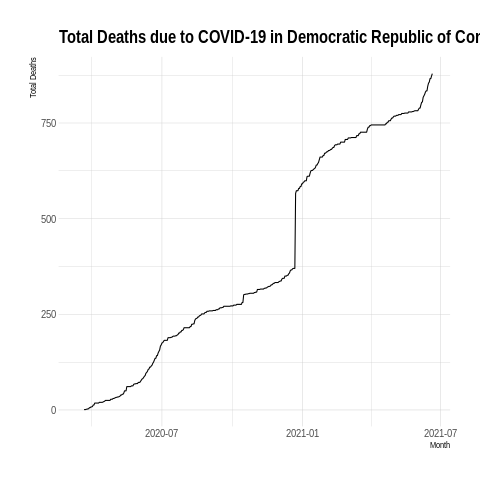 Total Deaths due to COVID-19 in Democratic Republic of Con
Total Deaths
750
500
250
0
2020-07
2021-01
2021-07
Month